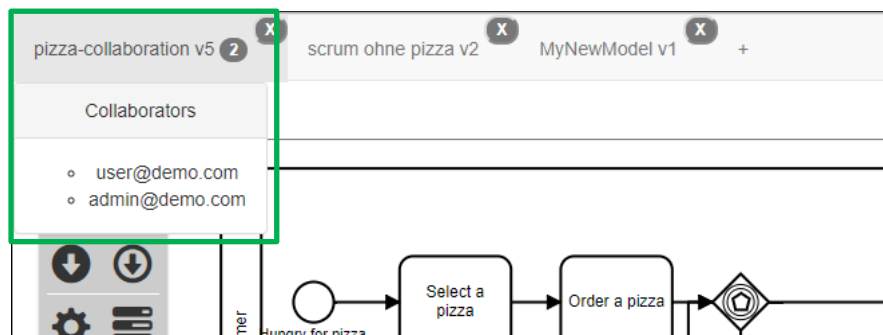 pizza-collaboration v5 2 X scrum ohne pizza v2 X MyNewModel v1 X +
Collaborators
user@demo.com
admin@demo.com
Select a
pizza
Order a pizza
Hungry for pizza